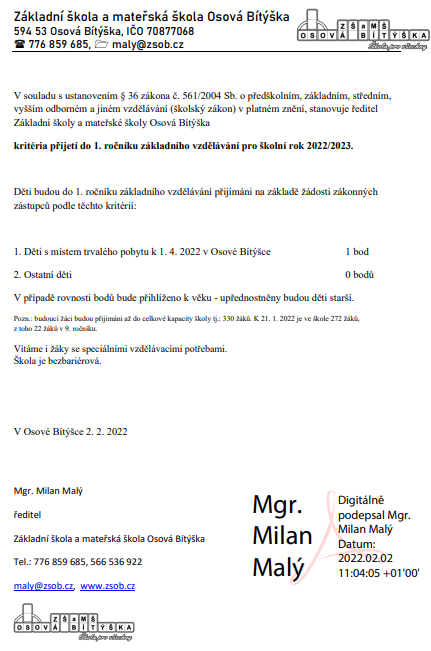 Základní škola a mateřská škola Osová Bítýška
594 53 Osová Bítýška, IČO 70877068
☎ 776 859 685, 🗁 maly@zsob.cz
ZŠaMŠ
OSOVÁ BÍTÝŠKA
Škola pro všechny
V souladu s ustanovením § 36 zákona č. 561/2004 Sb. o předškolním, základním, středním,
vyšším odborném a jiném vzdělávání (školský zákon) v platném znění, stanovuje ředitel
Základní školy a mateřské školy Osová Bítýška
kritéria přijetí do 1. ročníku základního vzdělávání pro školní rok 2022/2023.
Děti budou do 1. ročníku základního vzdělávání přijímáni na základě žádosti zákonných
zástupců podle těchto kritérií:
1. Děti s místem trvalého pobytu k 1. 4. 2022 v Osové Bítýšce 1 bod
2. Ostatní děti 0 bodů
V případě rovnosti bodů bude přihlíženo k věku - upřednostněny budou děti starší.
Pozn.: budoucí žáci budou přijímáni až do celkové kapacity školy tj.: 330 žáků. K 21. 1. 2022 je ve škole 272 žáků,
z toho 22 žáků v 9. ročníku.
Vítáme i žáky se speciálními vzdělávacími potřebami.
Škola je bezbariérová.
V Osové Bítýšce 2. 2. 2022
Mgr. Milan Malý
ředitel
Základní škola a mateřská škola Osová Bítýška
Tel.: 776 859 685, 566 536 922
maly@zsob.cz, www.zsob.cz
Mgr.
Milan
Malý
Digitálně
podepsal Mgr.
Milan Malý
Datum:
2022.02.02
11:04:05 +01'00'
ZŠaMŠ
OSOVÁ BÍTÝŠKA
Škola pro všechny